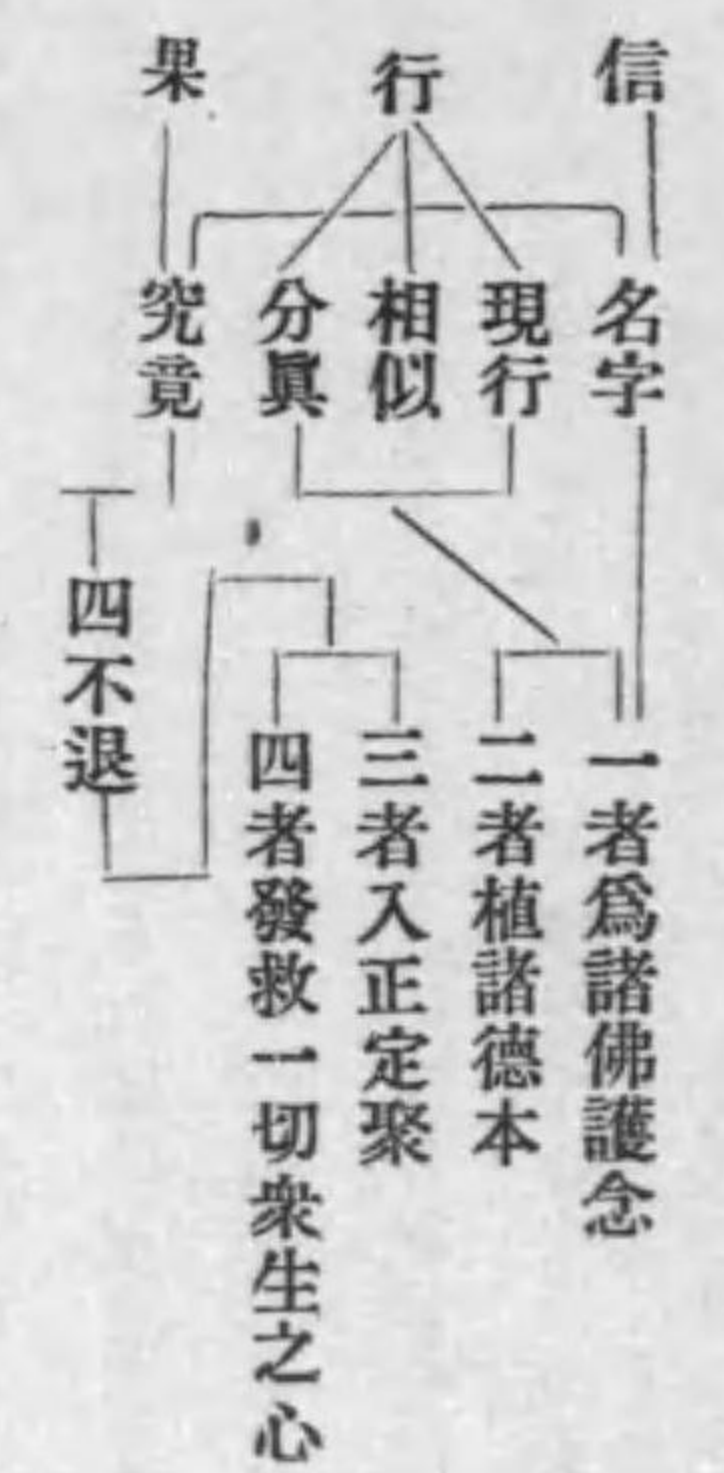 信
行
果
名字
現行
相似
分眞
究竟
一者爲諸佛護念
二者植諸德本
三者入正定聚
四者發救一切衆生之心
四不退